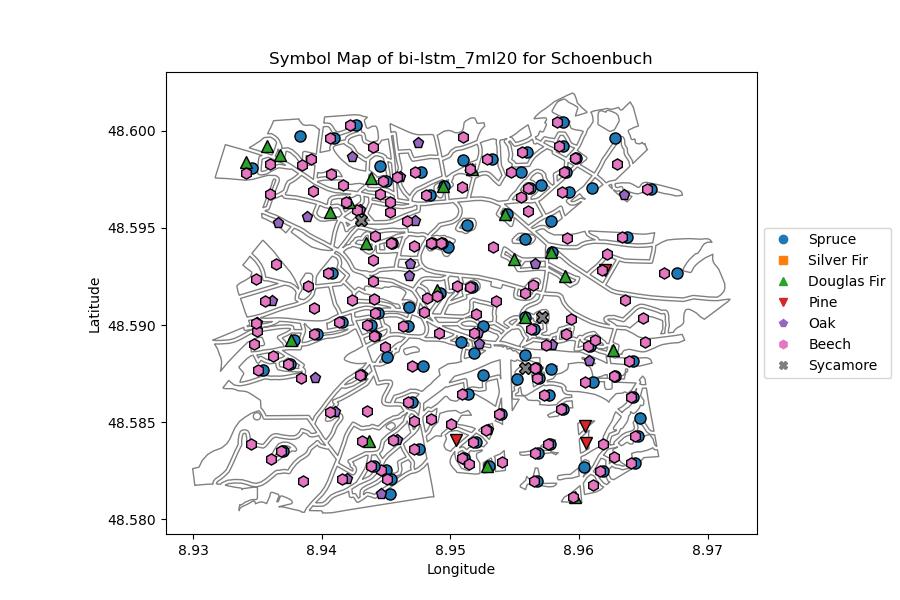 Symbol Map of bi-lstm_7ml20 for Schoenbuch
48.600
48.595
48.590
48.585
48.580
Latitude
8.93 8.94 8.95 8.96 8.97
Longitude
Spruce
Silver Fir
Douglas Fir
Pine
Oak
Beech
Sycamore